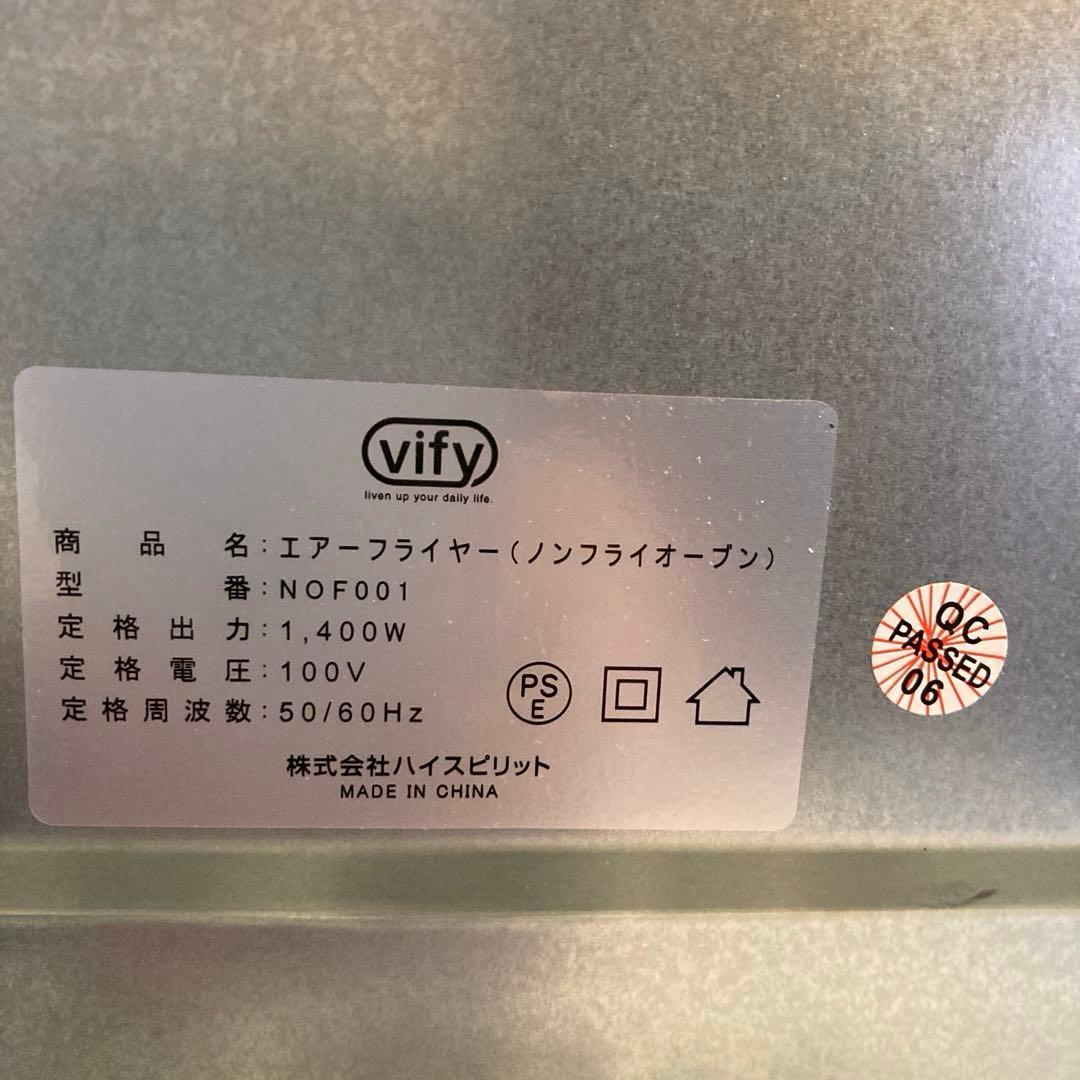 vify
liven up your daily life.
商品名：エアーフライヤー（ノンフライオーブン）
型番：NOF001
定格出力：1,400W
定格電圧：100V
定格周波数：50/60Hz
PS
E
株式会社ハイスピリット
MADE IN CHINA
QC
PASSED
06